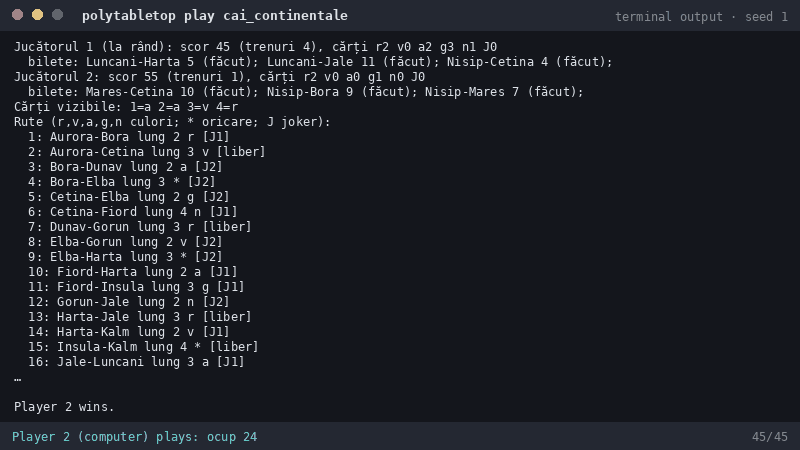 polytabletop play cai_continentale
terminal output · seed 1
Jucătorul 1 (la rând): scor 45 (trenuri 4), cărți r2 v0 a2 g3 n1 J0
bilete: Luncani-Harta 5 (făcut); Luncani-Jale 11 (făcut); Nisip-Cetina 4 (făcut);
Jucătorul 2: scor 55 (trenuri 1), cărți r2 v0 a0 g1 n0 J0
bilete: Mares-Cetina 10 (făcut); Nisip-Bora 9 (făcut); Nisip-Mares 7 (făcut);
Cărți vizibile: 1=a 2=a 3=v 4=r
Rute (r,v,a,g,n culori; * oricare; J joker):
1: Aurora-Bora lung 2 r [J1]
2: Aurora-Cetina lung 3 v [liber]
3: Bora-Dunav lung 2 a [J2]
4: Bora-Elba lung 3 * [J2]
5: Cetina-Elba lung 2 g [J2]
6: Cetina-Fiord lung 4 n [J1]
7: Dunav-Gorun lung 3 r [liber]
8: Elba-Gorun lung 2 v [J2]
9: Elba-Harta lung 3 * [J2]
10: Fiord-Harta lung 2 a [J1]
11: Fiord-Insula lung 3 g [J1]
12: Gorun-Jale lung 2 n [J2]
13: Harta-Jale lung 3 r [liber]
14: Harta-Kalm lung 2 v [J1]
15: Insula-Kalm lung 4 * [liber]
16: Jale-Luncani lung 3 a [J1]
…
Player 2 wins.
Player 2 (computer) plays: ocup 24
45/45